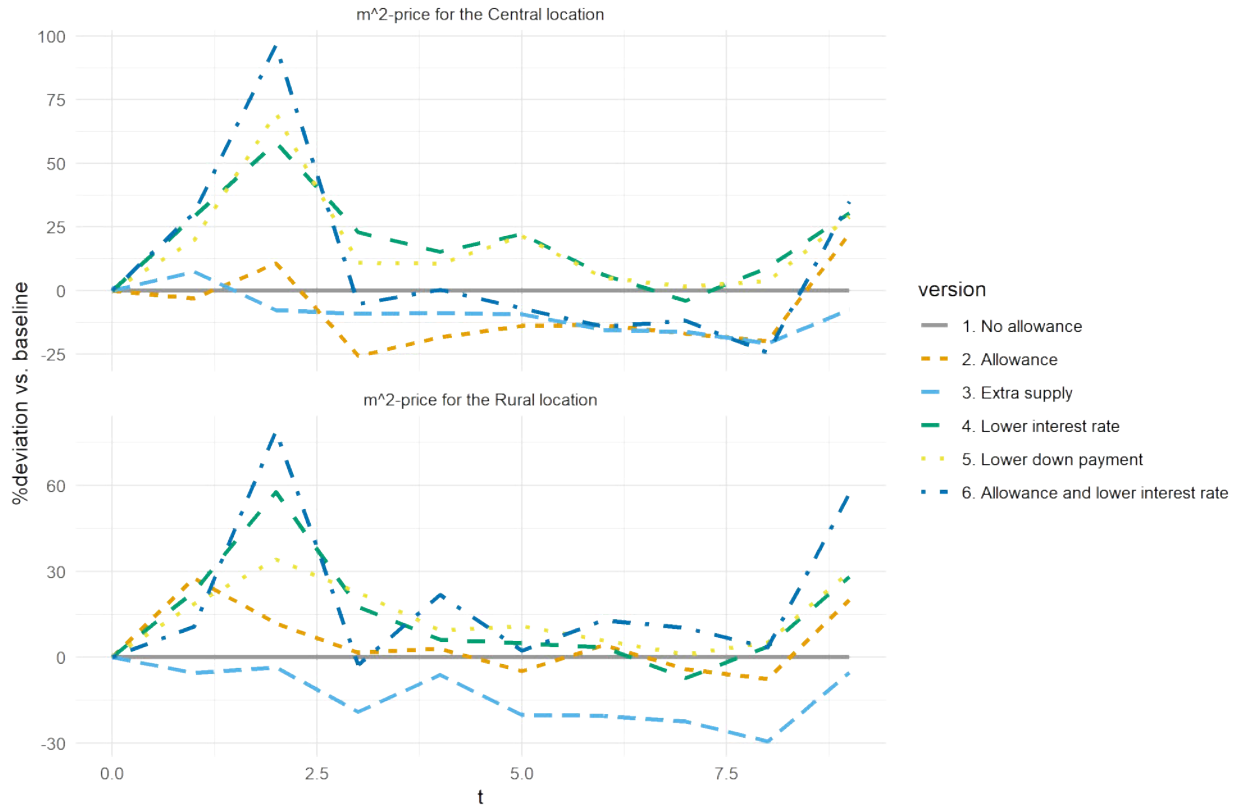 m^2-price for the Central location
100
75
50
25
0
-25
m^2-price for the Rural location
60
30
0
-30
0.0
2.5
5.0
7.5
t
%deviation vs. baseline
version
1. No allowance
2. Allowance
3. Extra supply
4. Lower interest rate
5. Lower down payment
6. Allowance and lower interest rate